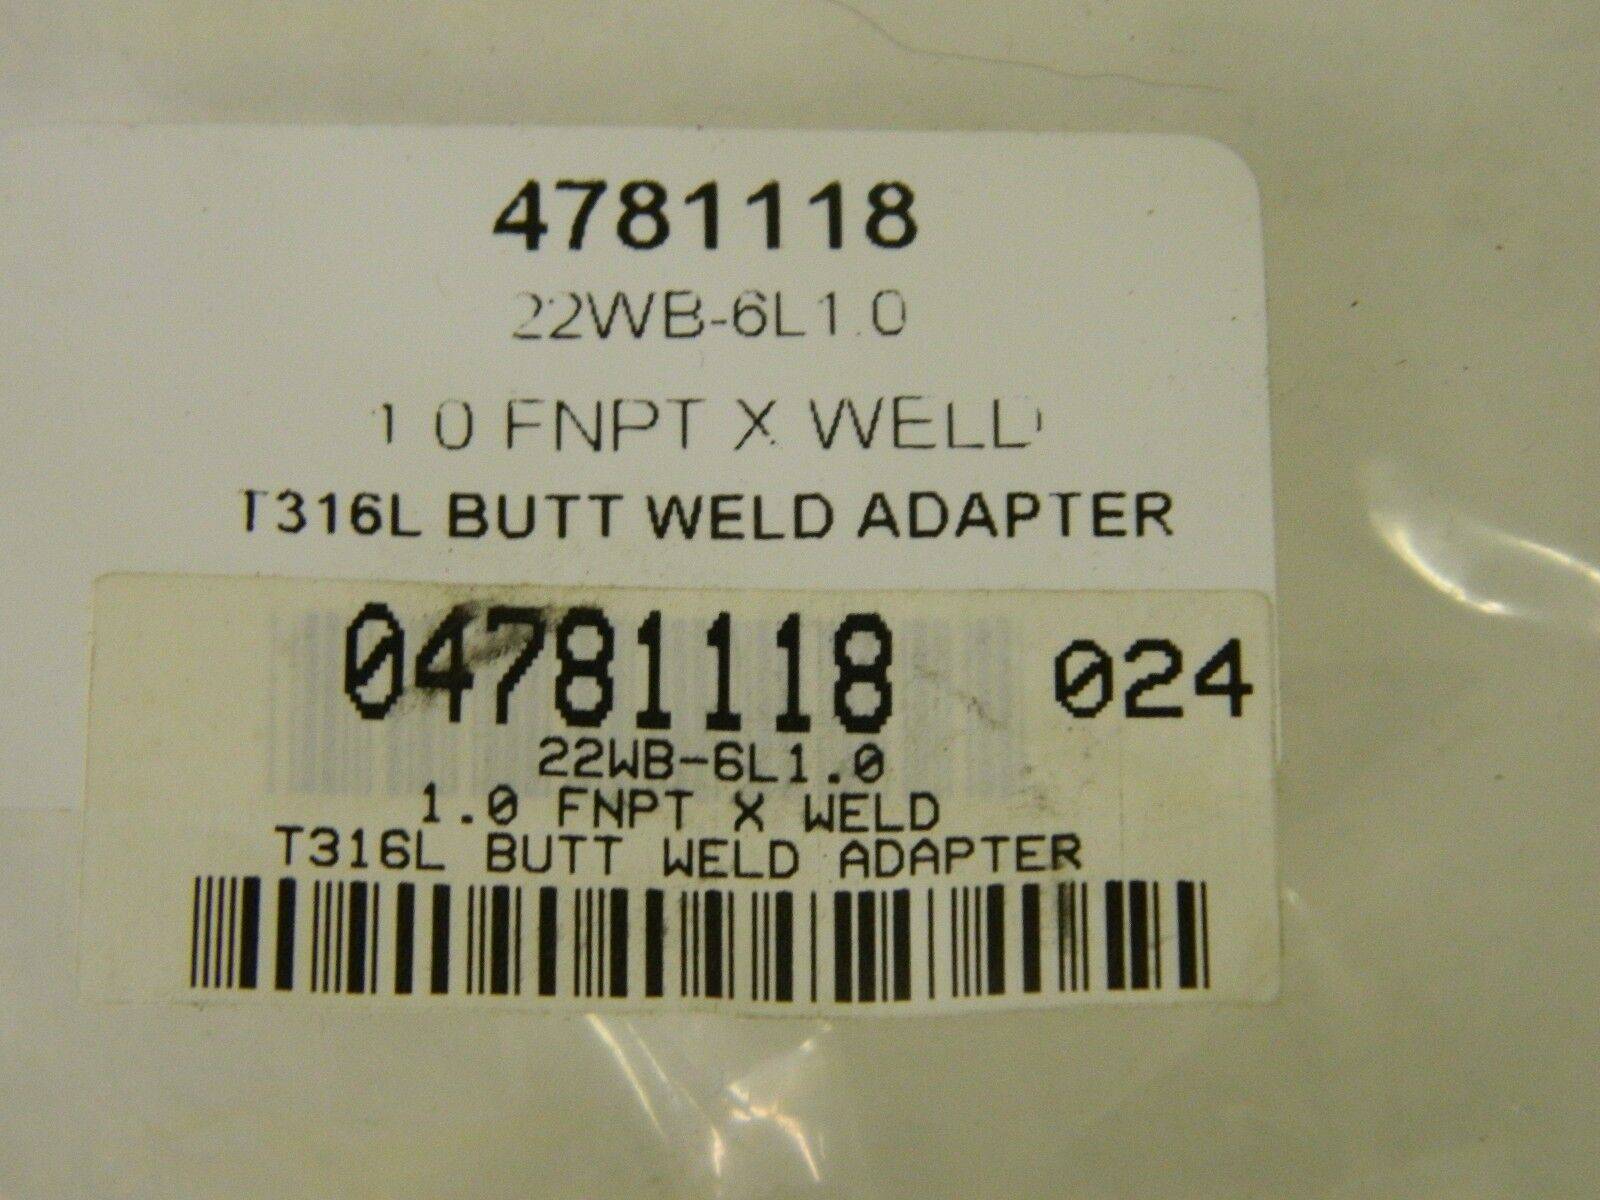 4781118
22WB-6L1.0
1.0 FNPT X WELD
T316L BUTT WELD ADAPTER
04781118 024
22WB-6L1.0
1.0 FNPT X WELD
T316L BUTT WELD ADAPTER